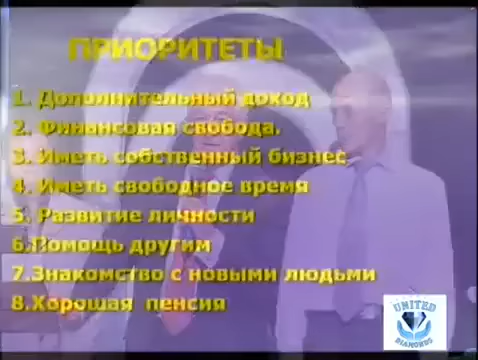 ПРИОРИТЕТЫ
1. Дополнительный доход
2. Финансовая свобода.
3. Иметь собственный бизнес
4. Иметь свободное время
5. Развитие личности
6.Помощь другим
7.Знакомство с новыми людьми
8.Хорошая пенсия
UNITED
DIAMONDS